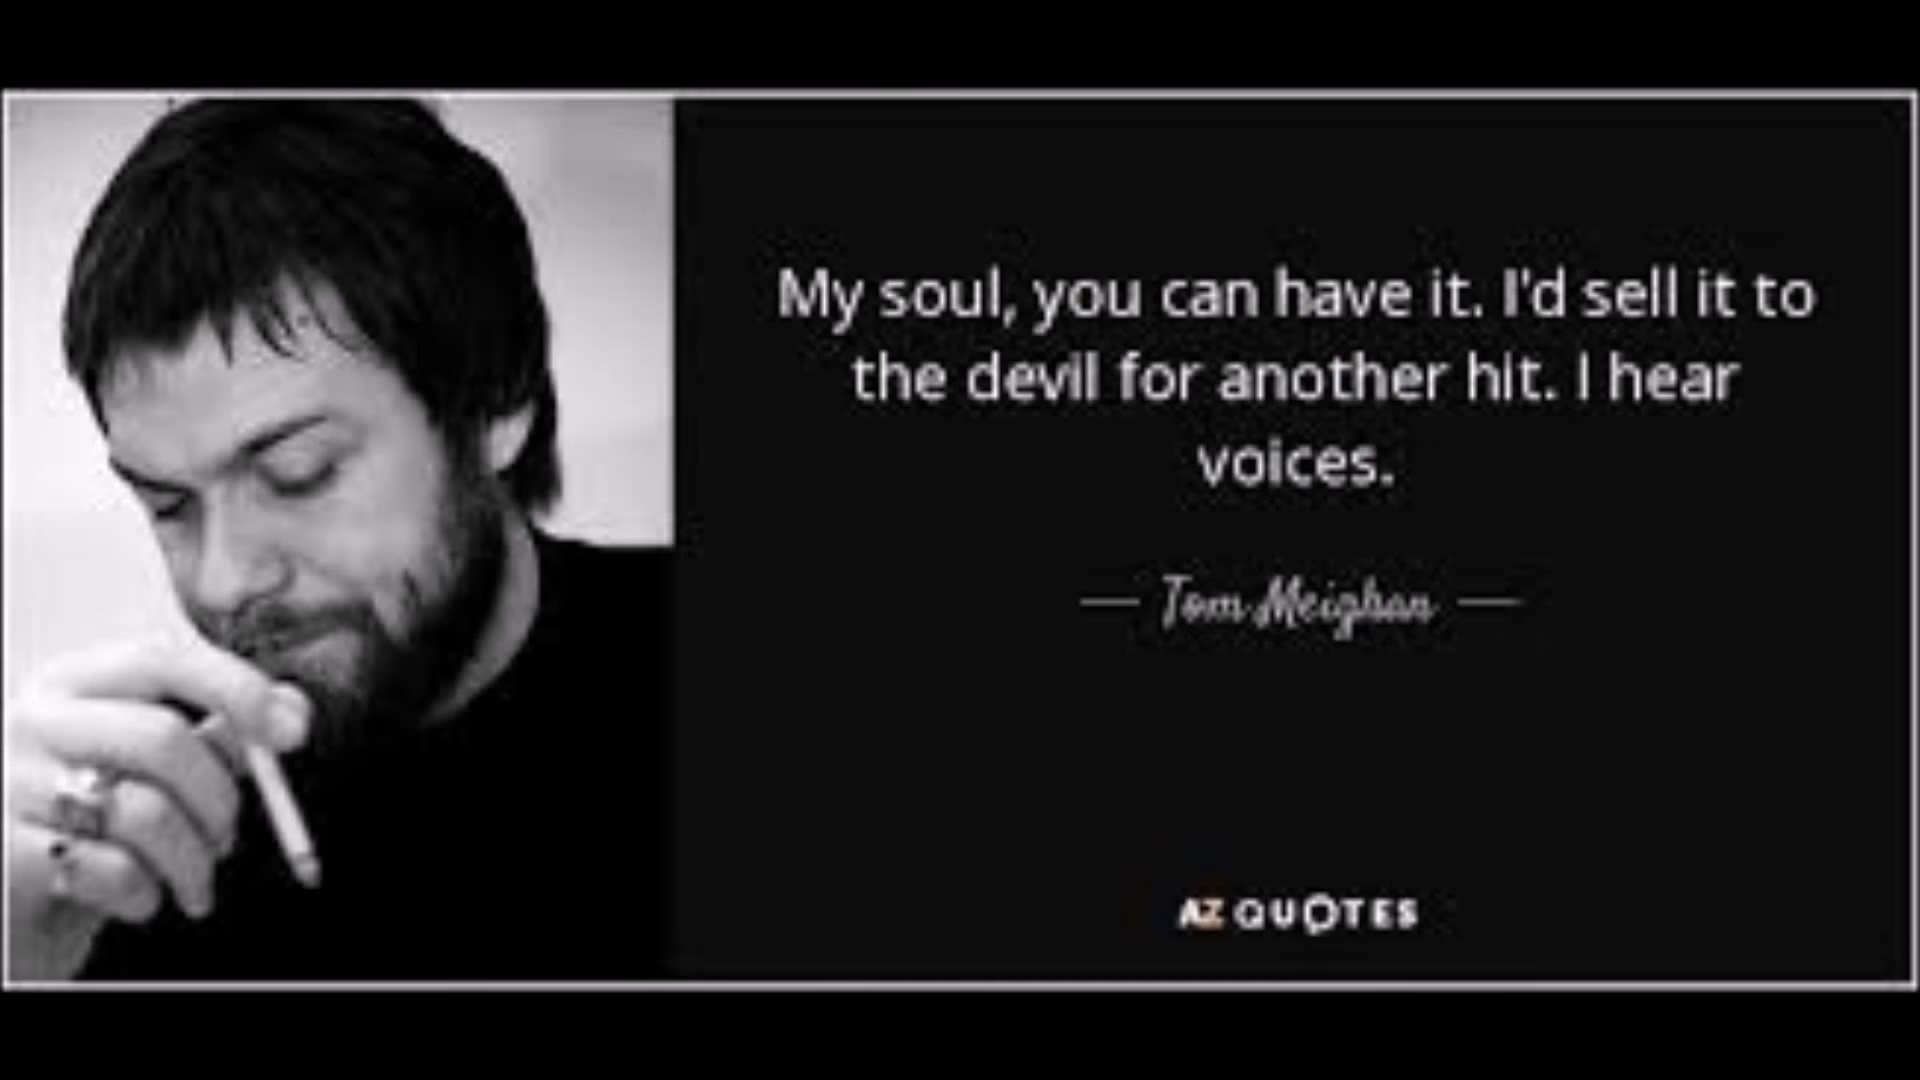 My soul, you can have it. I'd sell it to
the devil for another hit. I hear
voices.
— Tom Meighan —
AZ QUOTES